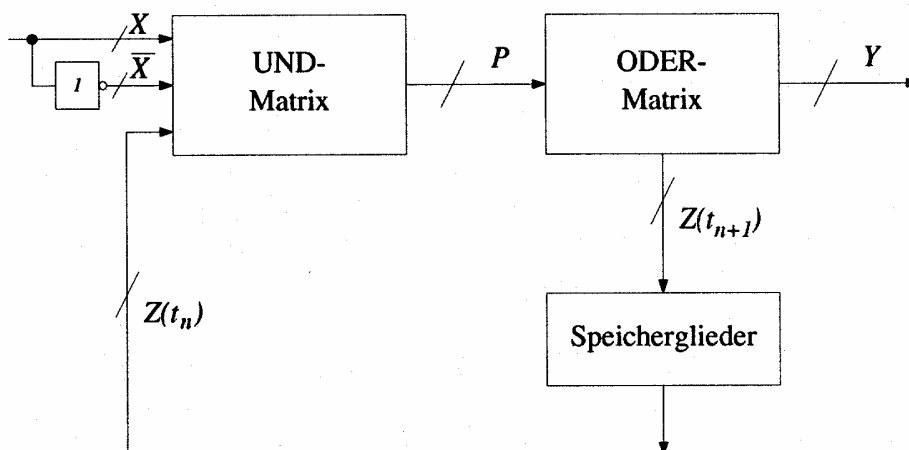 X
X̅
1
UND-
Matrix
P
ODER-
Matrix
Y
Z(tₙ₊₁)
Z(tₙ)
Speicherglieder